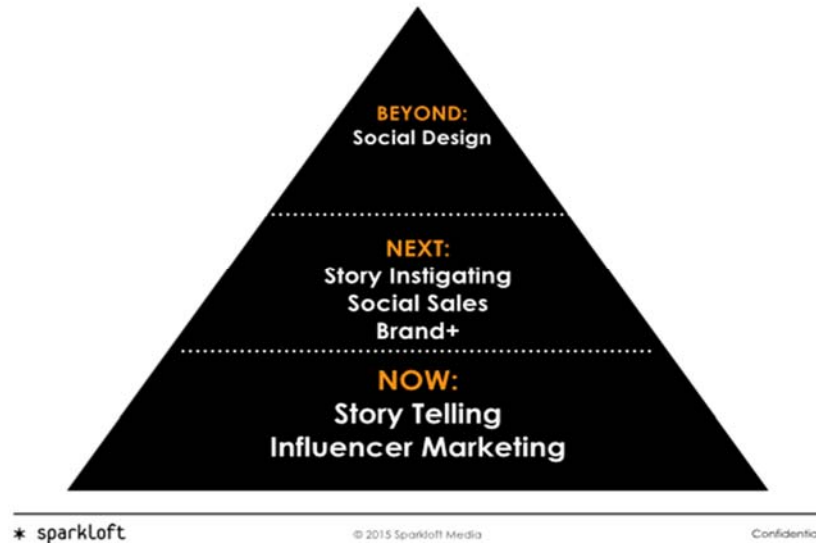 BEYOND:
Social Design
NEXT:
Story Instigating
Social Sales
Brand+
NOW:
Story Telling
Influencer Marketing
* sparkloft
© 2015 Sparkloft Media